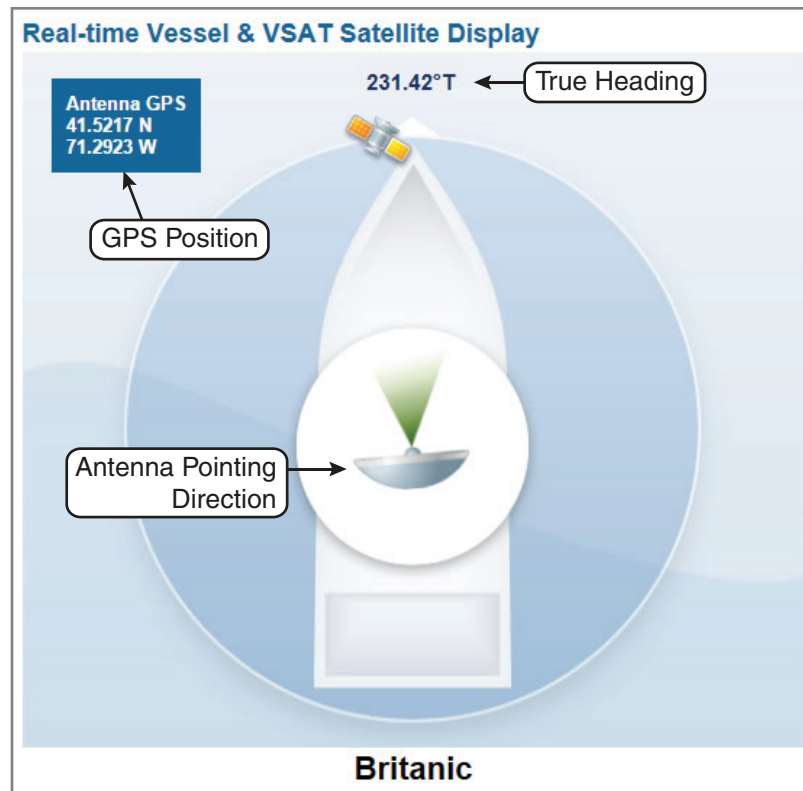 Real-time Vessel & VSAT Satellite Display
231.42°T
True Heading
Antenna GPS
41.5217 N
71.2923 W
GPS Position
Antenna Pointing
Direction
Britanic